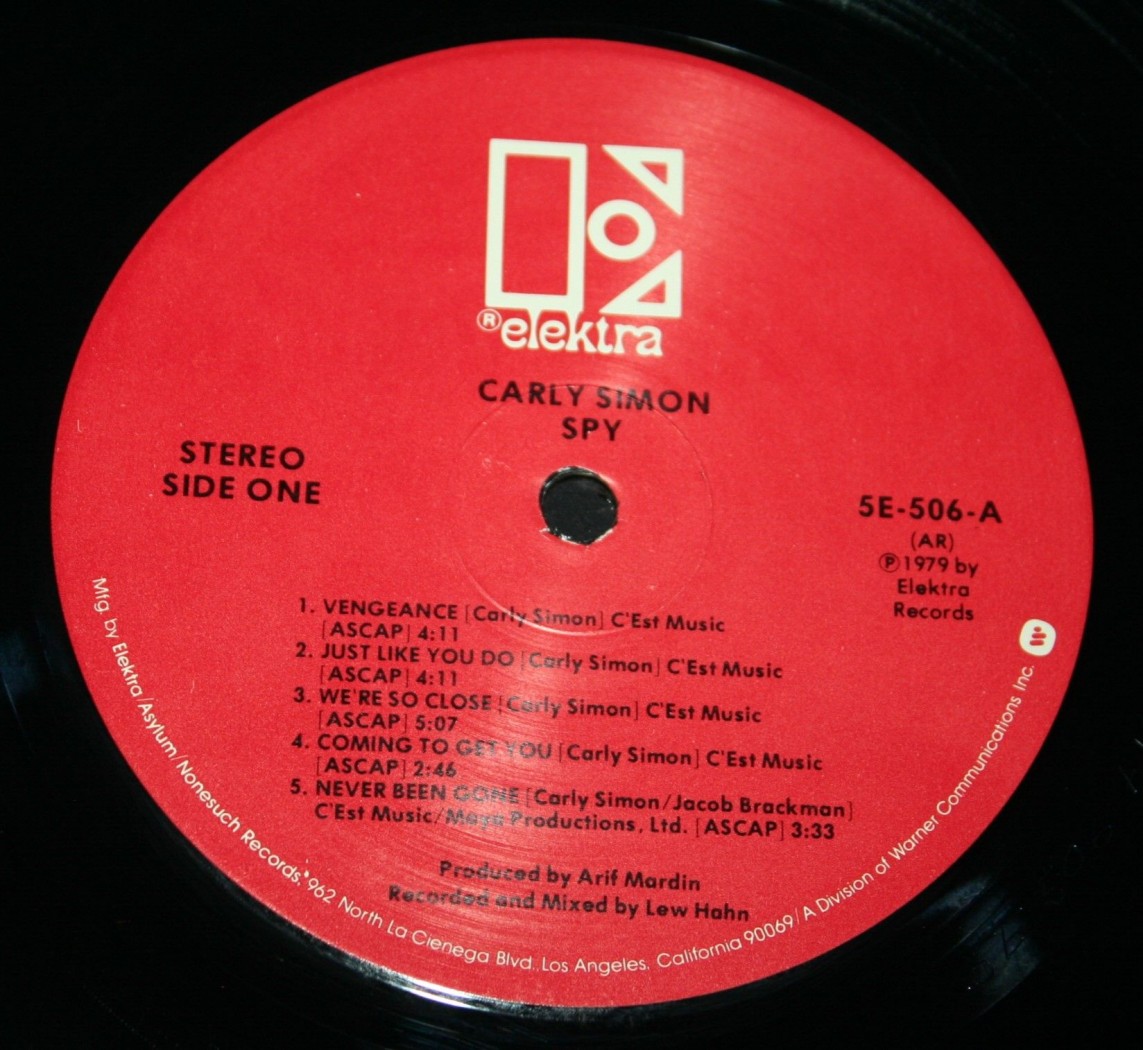 ® elektra
CARLY SIMON
SPY
STEREO
SIDE ONE
5E-506-A
(AR)
℗ 1979 by
Elektra
Records
1. VENGEANCE [Carly Simon] C'Est Music
[ASCAP] 4:11
2. JUST LIKE YOU DO [Carly Simon] C'Est Music
[ASCAP] 4:11
3. WE'RE SO CLOSE [Carly Simon] C'Est Music
[ASCAP] 5:07
4. COMING TO GET YOU [Carly Simon] C'Est Music
[ASCAP] 2:46
5. NEVER BEEN GONE [Carly Simon/Jacob Brackman]
C'Est Music/Maya Productions, Ltd. [ASCAP] 3:33
Produced by Arif Mardin
Recorded and Mixed by Lew Hahn
Mfg. by Elektra/Asylum/Nonesuch Records, 962 North La Cienega Blvd., Los Angeles, California 90069/A Division of Warner Communications Inc.